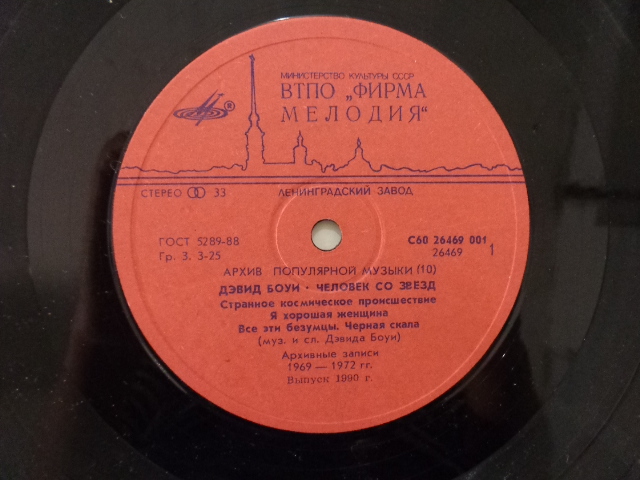 МИНИСТЕРСТВО КУЛЬТУРЫ СССР
ВТПО „ФИРМА
МЕЛОДИЯ“
®
СТЕРЕО 33
ЛЕНИНГРАДСКИЙ ЗАВОД
ГОСТ 5289-88
Гр. 3. 3-25
С60 26469 001
26469
1
АРХИВ ПОПУЛЯРНОЙ МУЗЫКИ (10)
ДЭВИД БОУИ · ЧЕЛОВЕК СО ЗВЕЗД
Странное космическое происшествие
Я хорошая женщина
Все эти безумцы. Черная скала
(муз. и сл. Дэвида Боуи)
Архивные записи
1969 — 1972 гг.
Выпуск 1990 г.